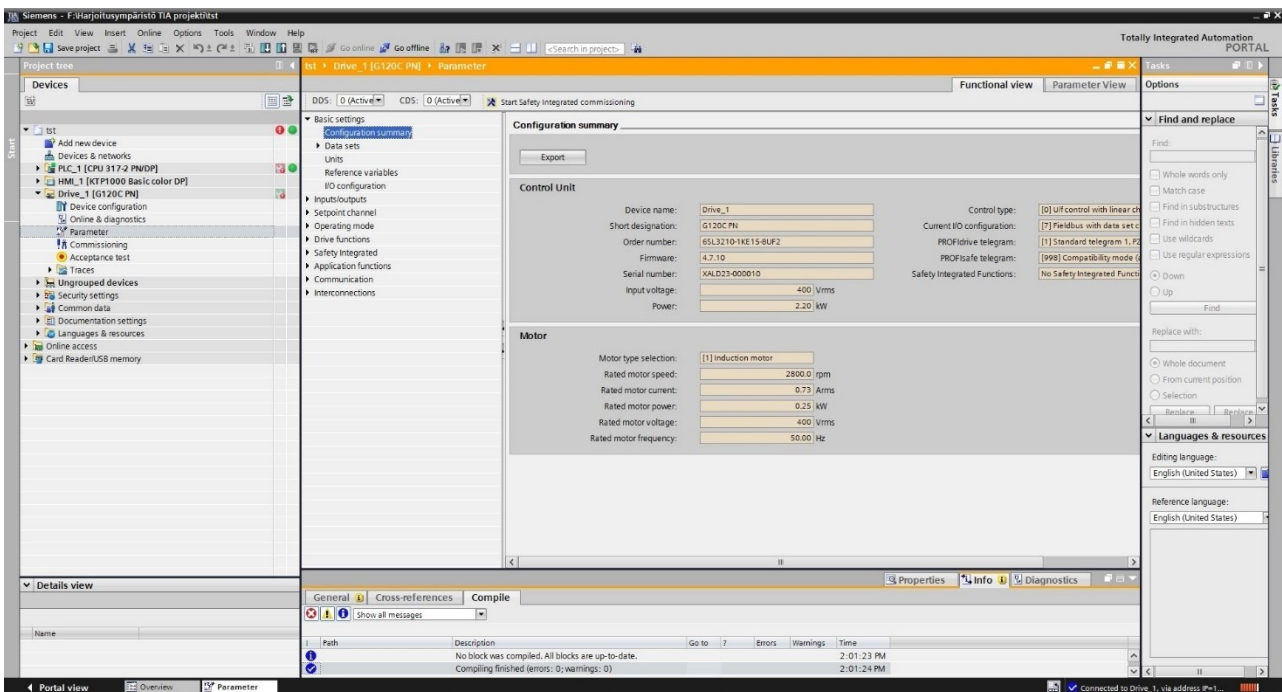 Siemens - F:\Harjoitusympäristö TIA projekti\tst
Project Edit View Insert Online Options Tools Window Help
Save project Go online Go offline <Search in project>
Totally Integrated Automation
PORTAL
Project tree
Devices
Start
tst
Add new device
Devices & networks
PLC_1 [CPU 317-2 PN/DP]
HMI_1 [KTP1000 Basic color DP]
Drive_1 [G120C PN]
Device configuration
Online & diagnostics
Parameter
Commissioning
Acceptance test
Traces
Ungrouped devices
Security settings
Common data
Documentation settings
Languages & resources
Online access
Card Reader/USB memory
Details view
Name
tst Drive_1 [G120C PN] Parameter
Functional view Parameter View
DDS: 0 (Active CDS: 0 (Active Start Safety Integrated commissioning
Basic settings
Configuration summary
Data sets
Units
Reference variables
I/O configuration
Inputs/outputs
Setpoint channel
Operating mode
Drive functions
Safety Integrated
Application functions
Communication
Interconnections
Configuration summary
Export
Control Unit
Device name: Drive_1 Control type: [0] U/f control with linear ch
Short designation: G120C PN Current I/O configuration: [7] Fieldbus with data set c
Order number: 6SL3210-1KE15-8UF2 PROFIdrive telegram: [1] Standard telegram 1, PZ
Firmware: 4.7.10 PROFIsafe telegram: [998] Compatibility mode (
Serial number: XALD23-000010 Safety Integrated Functions: No Safety Integrated Functi
Input voltage: 400 Vrms
Power: 2.20 kW
Motor
Motor type selection: [1] Induction motor
Rated motor speed: 2800.0 rpm
Rated motor current: 0.73 Arms
Rated motor power: 0.25 kW
Rated motor voltage: 400 Vrms
Rated motor frequency: 50.00 Hz
Properties Info Diagnostics
General Cross-references Compile
Show all messages
! Path Description Go to ? Errors Warnings Time
No block was compiled. All blocks are up-to-date. 2:01:23 PM
Compiling finished (errors: 0; warnings: 0) 2:01:24 PM
Tasks
Options
Find and replace
Find:
Whole words only
Match case
Find in substructures
Find in hidden texts
Use wildcards
Use regular expressions
Down
Up
Find
Replace with:
Whole document
From current position
Selection
Replace Replace
Languages & resources
Editing language:
English (United States)
Reference language:
English (United States)
Tasks
Libraries
Portal view Overview Parameter
Connected to Drive_1, via address IP=1...